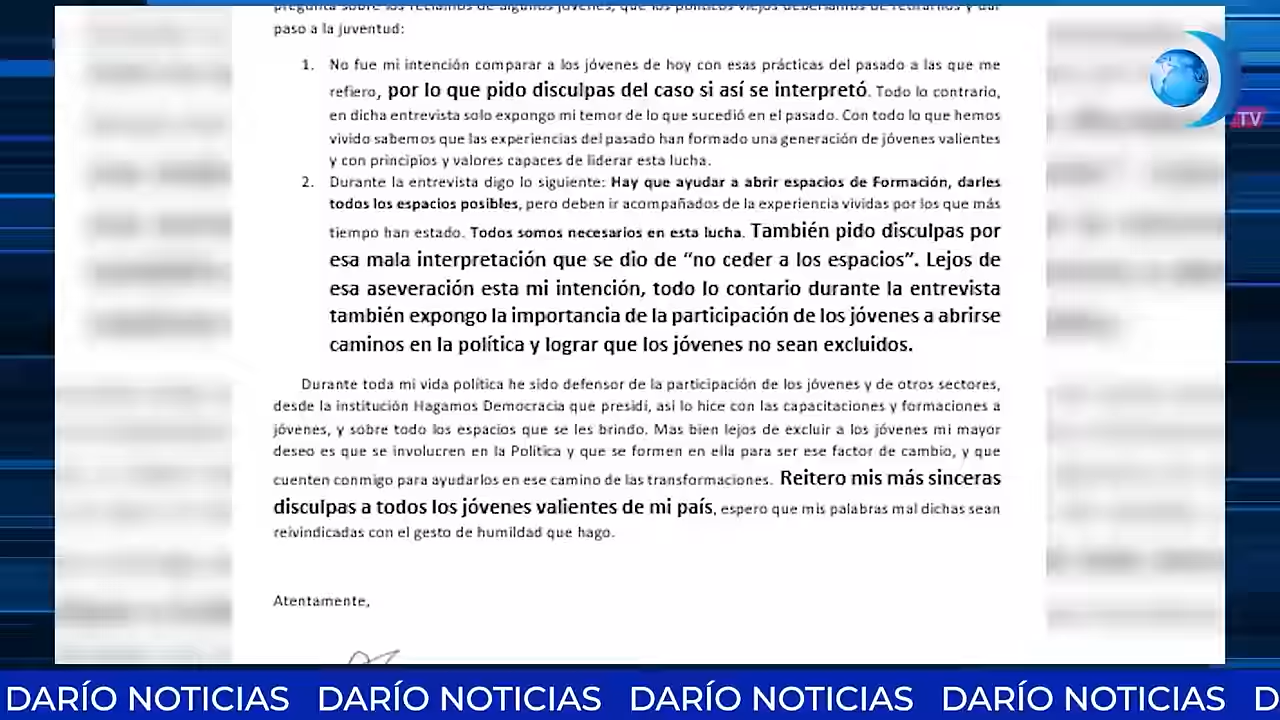 pregunta sobre los reclamos de algunos jóvenes, que los políticos viejos deberíamos de retirarnos y dar
paso a la juventud:
1. No fue mi intención comparar a los jóvenes de hoy con esas prácticas del pasado a las que me
refiero, por lo que pido disculpas del caso si así se interpretó. Todo lo contrario,
en dicha entrevista solo expongo mi temor de lo que sucedió en el pasado. Con todo lo que hemos
vivido sabemos que las experiencias del pasado han formado una generación de jóvenes valientes
y con principios y valores capaces de liderar esta lucha.
2. Durante la entrevista digo lo siguiente: Hay que ayudar a abrir espacios de Formación, darles
todos los espacios posibles, pero deben ir acompañados de la experiencia vividas por los que más
tiempo han estado. Todos somos necesarios en esta lucha. También pido disculpas por
esa mala interpretación que se dio de “no ceder a los espacios”. Lejos de
esa aseveración esta mi intención, todo lo contario durante la entrevista
también expongo la importancia de la participación de los jóvenes a abrirse
caminos en la política y lograr que los jóvenes no sean excluidos.
Durante toda mi vida política he sido defensor de la participación de los jóvenes y de otros sectores,
desde la institución Hagamos Democracia que presidí, así lo hice con las capacitaciones y formaciones a
jóvenes, y sobre todo los espacios que se les brindo. Mas bien lejos de excluir a los jóvenes mi mayor
deseo es que se involucren en la Política y que se formen en ella para ser ese factor de cambio, y que
cuenten conmigo para ayudarlos en ese camino de las transformaciones. Reitero mis más sinceras
disculpas a todos los jóvenes valientes de mi país, espero que mis palabras mal dichas sean
reivindicadas con el gesto de humildad que hago.
Atentamente,
.TV
DARÍO NOTICIAS DARÍO NOTICIAS DARÍO NOTICIAS DARÍO NOTICIAS D